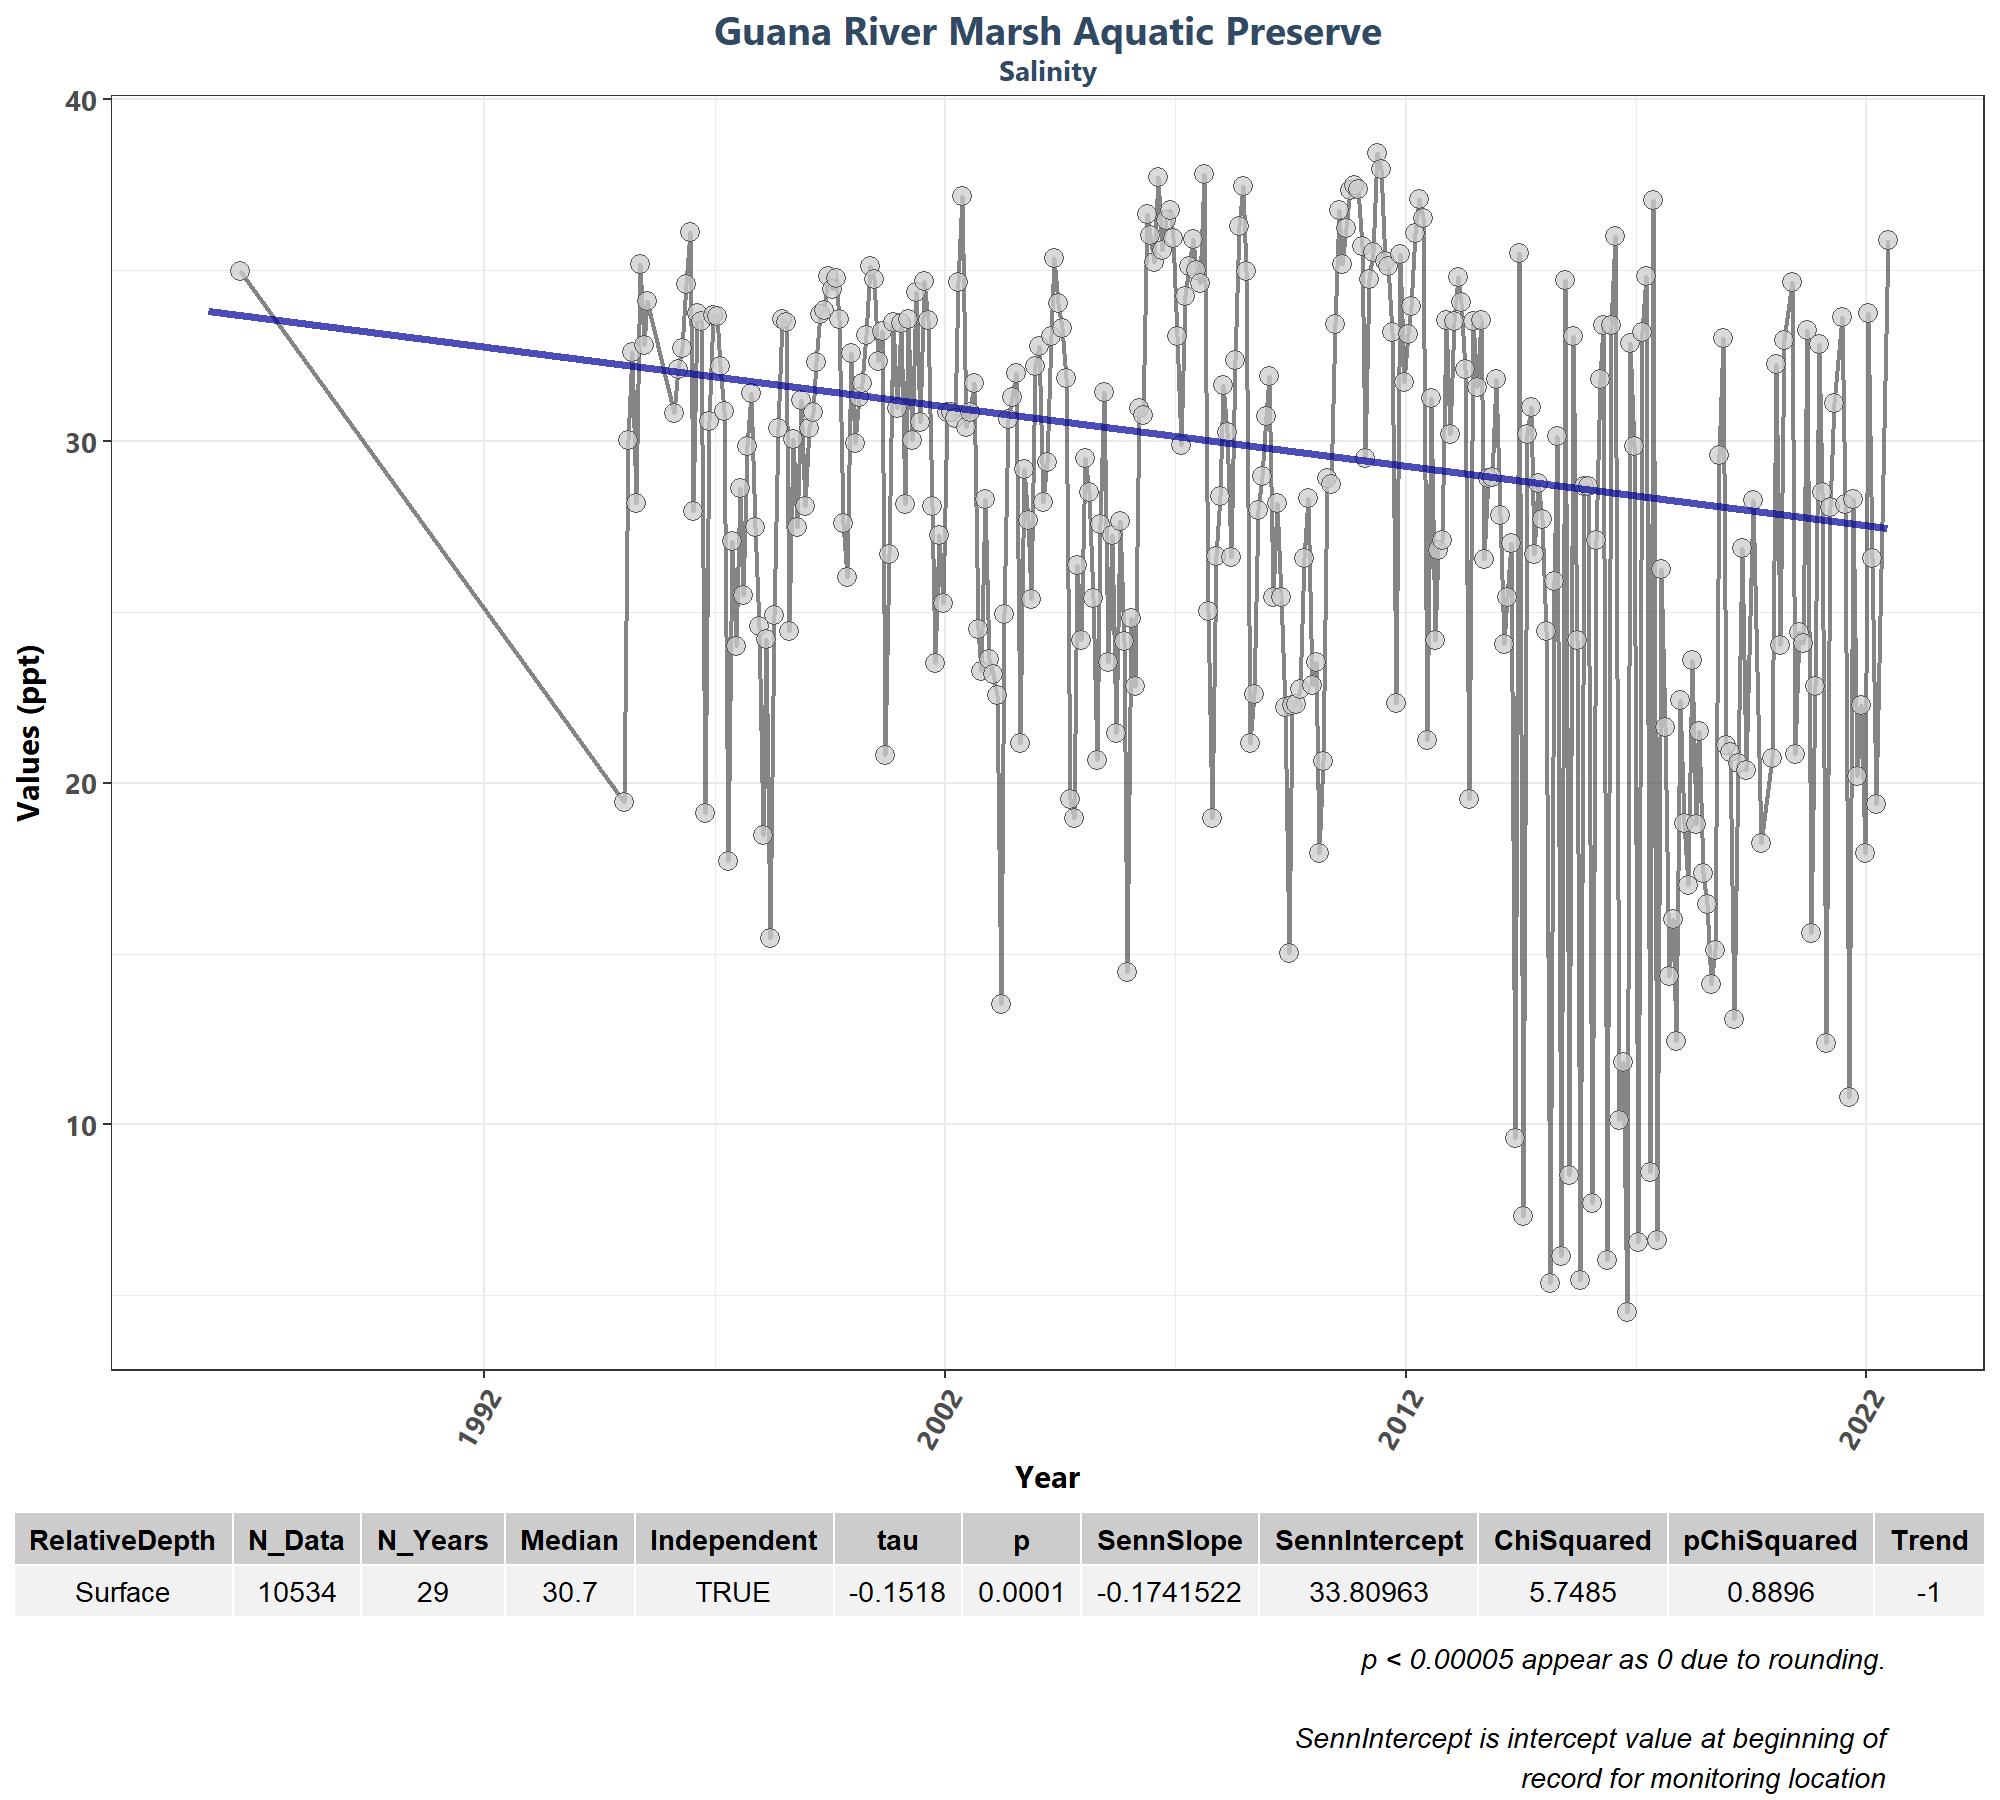 Guana River Marsh Aquatic Preserve
Salinity
40
30
20
10
Values (ppt)
1992
2002
2012
2022
Year
RelativeDepth N_Data N_Years Median Independent tau p SennSlope SennIntercept ChiSquared pChiSquared Trend
Surface 10534 29 30.7 TRUE -0.1518 0.0001 -0.1741522 33.80963 5.7485 0.8896 -1
p < 0.00005 appear as 0 due to rounding.
SennIntercept is intercept value at beginning of
record for monitoring location